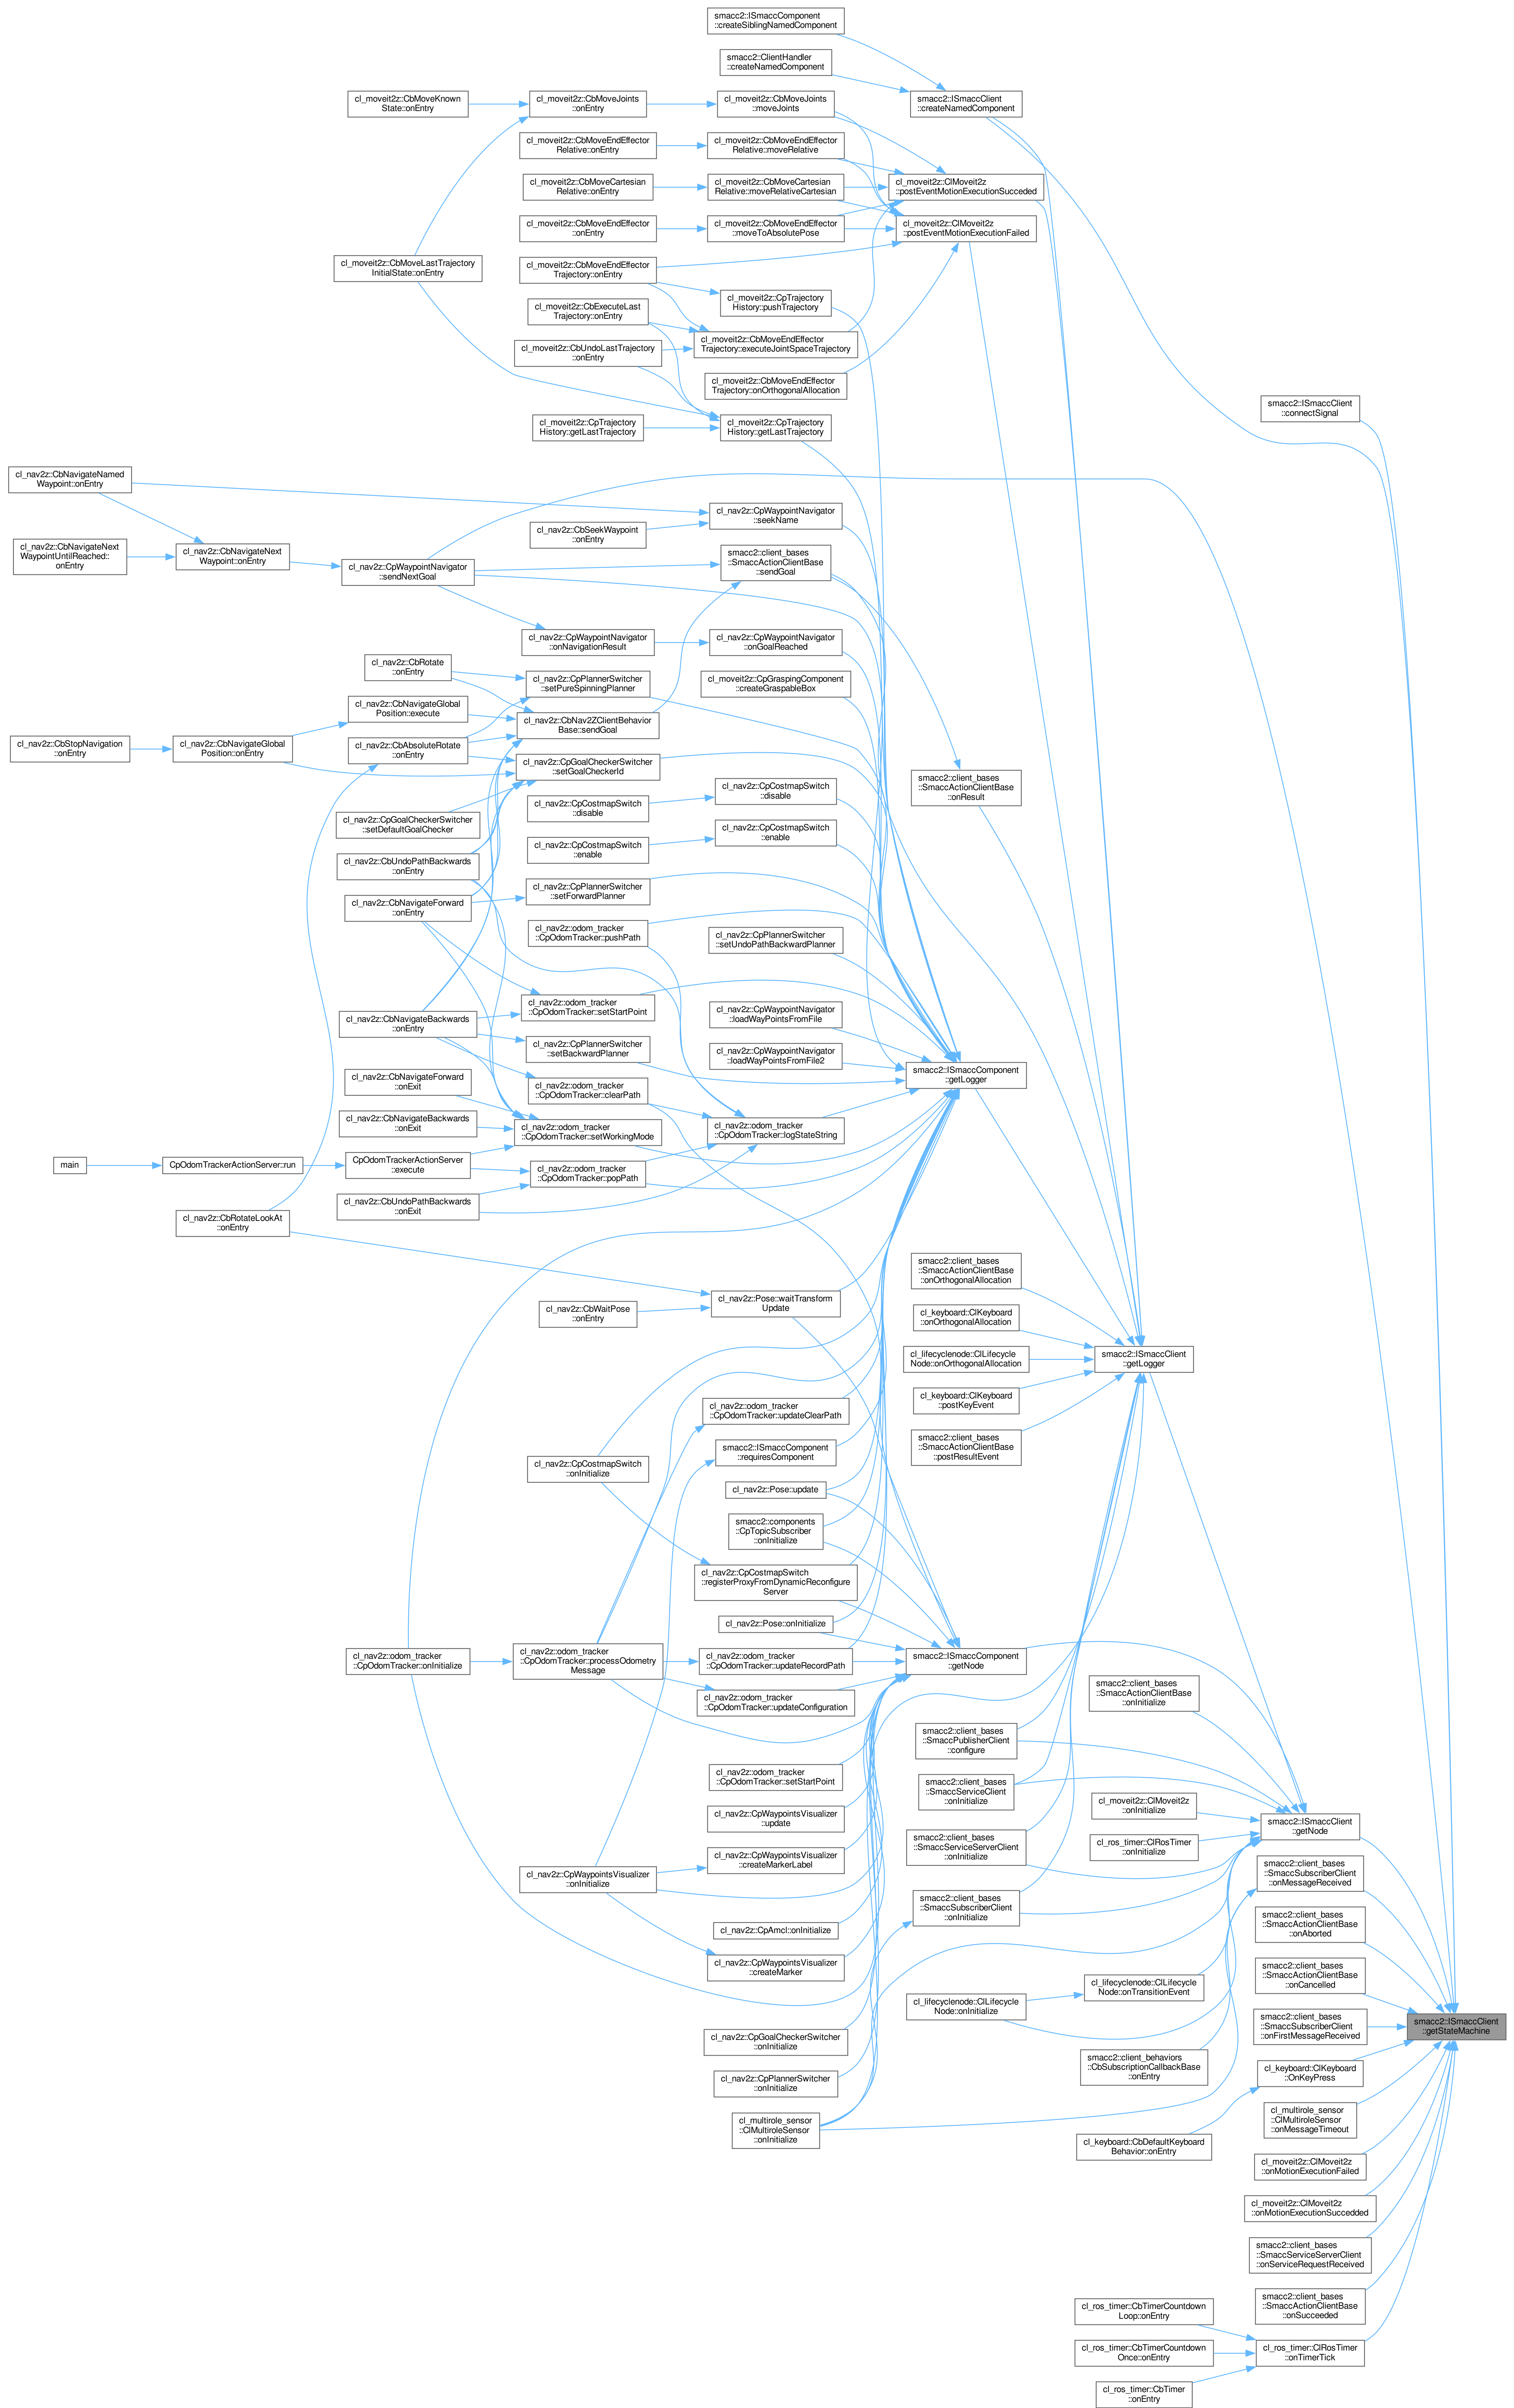 smacc2::ISmaccComponent
::createSiblingNamedComponent
smacc2::ClientHandler
::createNamedComponent
cl_moveit2z::CbMoveKnown
State::onEntry
cl_moveit2z::CbMoveJoints
::onEntry
cl_moveit2z::CbMoveJoints
::moveJoints
smacc2::ISmaccClient
::createNamedComponent
cl_moveit2z::CbMoveEndEffector
Relative::onEntry
cl_moveit2z::CbMoveEndEffector
Relative::moveRelative
cl_moveit2z::CbMoveCartesian
Relative::onEntry
cl_moveit2z::CbMoveCartesian
Relative::moveRelativeCartesian
cl_moveit2z::ClMoveit2z
::postEventMotionExecutionSucceded
cl_moveit2z::CbMoveEndEffector
::onEntry
cl_moveit2z::CbMoveEndEffector
::moveToAbsolutePose
cl_moveit2z::ClMoveit2z
::postEventMotionExecutionFailed
cl_moveit2z::CbMoveLastTrajectory
InitialState::onEntry
cl_moveit2z::CbMoveEndEffector
Trajectory::onEntry
cl_moveit2z::CpTrajectory
History::pushTrajectory
cl_moveit2z::CbExecuteLast
Trajectory::onEntry
cl_moveit2z::CbMoveEndEffector
Trajectory::executeJointSpaceTrajectory
cl_moveit2z::CbUndoLastTrajectory
::onEntry
cl_moveit2z::CbMoveEndEffector
Trajectory::onOrthogonalAllocation
smacc2::ISmaccClient
::connectSignal
cl_moveit2z::CpTrajectory
History::getLastTrajectory
cl_moveit2z::CpTrajectory
History::getLastTrajectory
cl_nav2z::CbNavigateNamed
Waypoint::onEntry
cl_nav2z::CbSeekWaypoint
::onEntry
cl_nav2z::CpWaypointNavigator
::seekName
cl_nav2z::CbNavigateNext
WaypointUntilReached::
onEntry
cl_nav2z::CbNavigateNext
Waypoint::onEntry
cl_nav2z::CpWaypointNavigator
::sendNextGoal
smacc2::client_bases
::SmaccActionClientBase
::sendGoal
cl_nav2z::CpWaypointNavigator
::onNavigationResult
cl_nav2z::CpWaypointNavigator
::onGoalReached
cl_nav2z::CbRotate
::onEntry
cl_nav2z::CpPlannerSwitcher
::setPureSpinningPlanner
cl_moveit2z::CpGraspingComponent
::createGraspableBox
cl_nav2z::CbNavigateGlobal
Position::execute
cl_nav2z::CbNav2ZClientBehavior
Base::sendGoal
cl_nav2z::CbStopNavigation
::onEntry
cl_nav2z::CbNavigateGlobal
Position::onEntry
cl_nav2z::CbAbsoluteRotate
::onEntry
cl_nav2z::CpGoalCheckerSwitcher
::setGoalCheckerId
smacc2::client_bases
::SmaccActionClientBase
::onResult
cl_nav2z::CpGoalCheckerSwitcher
::setDefaultGoalChecker
cl_nav2z::CpCostmapSwitch
::disable
cl_nav2z::CpCostmapSwitch
::disable
cl_nav2z::CbUndoPathBackwards
::onEntry
cl_nav2z::CpCostmapSwitch
::enable
cl_nav2z::CpCostmapSwitch
::enable
cl_nav2z::CbNavigateForward
::onEntry
cl_nav2z::CpPlannerSwitcher
::setForwardPlanner
cl_nav2z::odom_tracker
::CpOdomTracker::pushPath
cl_nav2z::CpPlannerSwitcher
::setUndoPathBackwardPlanner
cl_nav2z::CbNavigateBackwards
::onEntry
cl_nav2z::odom_tracker
::CpOdomTracker::setStartPoint
cl_nav2z::CpWaypointNavigator
::loadWayPointsFromFile
cl_nav2z::CpPlannerSwitcher
::setBackwardPlanner
cl_nav2z::CpWaypointNavigator
::loadWayPointsFromFile2
smacc2::ISmaccComponent
::getLogger
cl_nav2z::CbNavigateForward
::onExit
cl_nav2z::odom_tracker
::CpOdomTracker::clearPath
cl_nav2z::CbNavigateBackwards
::onExit
cl_nav2z::odom_tracker
::CpOdomTracker::setWorkingMode
cl_nav2z::odom_tracker
::CpOdomTracker::logStateString
main
CpOdomTrackerActionServer::run
CpOdomTrackerActionServer
::execute
cl_nav2z::odom_tracker
::CpOdomTracker::popPath
cl_nav2z::CbUndoPathBackwards
::onExit
cl_nav2z::CbRotateLookAt
::onEntry
smacc2::client_bases
::SmaccActionClientBase
::onOrthogonalAllocation
cl_nav2z::CbWaitPose
::onEntry
cl_nav2z::Pose::waitTransform
Update
cl_keyboard::ClKeyboard
::onOrthogonalAllocation
cl_lifecyclenode::ClLifecycle
Node::onOrthogonalAllocation
smacc2::ISmaccClient
::getLogger
cl_nav2z::odom_tracker
::CpOdomTracker::updateClearPath
cl_keyboard::ClKeyboard
::postKeyEvent
smacc2::ISmaccComponent
::requiresComponent
smacc2::client_bases
::SmaccActionClientBase
::postResultEvent
cl_nav2z::CpCostmapSwitch
::onInitialize
cl_nav2z::Pose::update
smacc2::components
::CpTopicSubscriber
::onInitialize
cl_nav2z::CpCostmapSwitch
::registerProxyFromDynamicReconfigure
Server
cl_nav2z::Pose::onInitialize
cl_nav2z::odom_tracker
::CpOdomTracker::onInitialize
cl_nav2z::odom_tracker
::CpOdomTracker::processOdometry
Message
cl_nav2z::odom_tracker
::CpOdomTracker::updateRecordPath
smacc2::ISmaccComponent
::getNode
cl_nav2z::odom_tracker
::CpOdomTracker::updateConfiguration
smacc2::client_bases
::SmaccActionClientBase
::onInitialize
smacc2::client_bases
::SmaccPublisherClient
::configure
cl_nav2z::odom_tracker
::CpOdomTracker::setStartPoint
smacc2::client_bases
::SmaccServiceClient
::onInitialize
cl_moveit2z::ClMoveit2z
::onInitialize
cl_nav2z::CpWaypointsVisualizer
::update
smacc2::client_bases
::SmaccServiceServerClient
::onInitialize
cl_ros_timer::ClRosTimer
::onInitialize
smacc2::ISmaccClient
::getNode
cl_nav2z::CpWaypointsVisualizer
::createMarkerLabel
cl_nav2z::CpWaypointsVisualizer
::onInitialize
smacc2::client_bases
::SmaccSubscriberClient
::onInitialize
smacc2::client_bases
::SmaccSubscriberClient
::onMessageReceived
cl_nav2z::CpAmcl::onInitialize
smacc2::client_bases
::SmaccActionClientBase
::onAborted
cl_nav2z::CpWaypointsVisualizer
::createMarker
cl_lifecyclenode::ClLifecycle
Node::onTransitionEvent
smacc2::client_bases
::SmaccActionClientBase
::onCancelled
cl_lifecyclenode::ClLifecycle
Node::onInitialize
smacc2::client_bases
::SmaccSubscriberClient
::onFirstMessageReceived
smacc2::ISmaccClient
::getStateMachine
cl_nav2z::CpGoalCheckerSwitcher
::onInitialize
smacc2::client_behaviors
::CbSubscriptionCallbackBase
::onEntry
cl_keyboard::ClKeyboard
::OnKeyPress
cl_nav2z::CpPlannerSwitcher
::onInitialize
cl_multirole_sensor
::ClMultiroleSensor
::onInitialize
cl_multirole_sensor
::ClMultiroleSensor
::onMessageTimeout
cl_keyboard::CbDefaultKeyboard
Behavior::onEntry
cl_moveit2z::ClMoveit2z
::onMotionExecutionFailed
cl_moveit2z::ClMoveit2z
::onMotionExecutionSuccedded
smacc2::client_bases
::SmaccServiceServerClient
::onServiceRequestReceived
smacc2::client_bases
::SmaccActionClientBase
::onSucceeded
cl_ros_timer::CbTimerCountdown
Loop::onEntry
cl_ros_timer::CbTimerCountdown
Once::onEntry
cl_ros_timer::ClRosTimer
::onTimerTick
cl_ros_timer::CbTimer
::onEntry